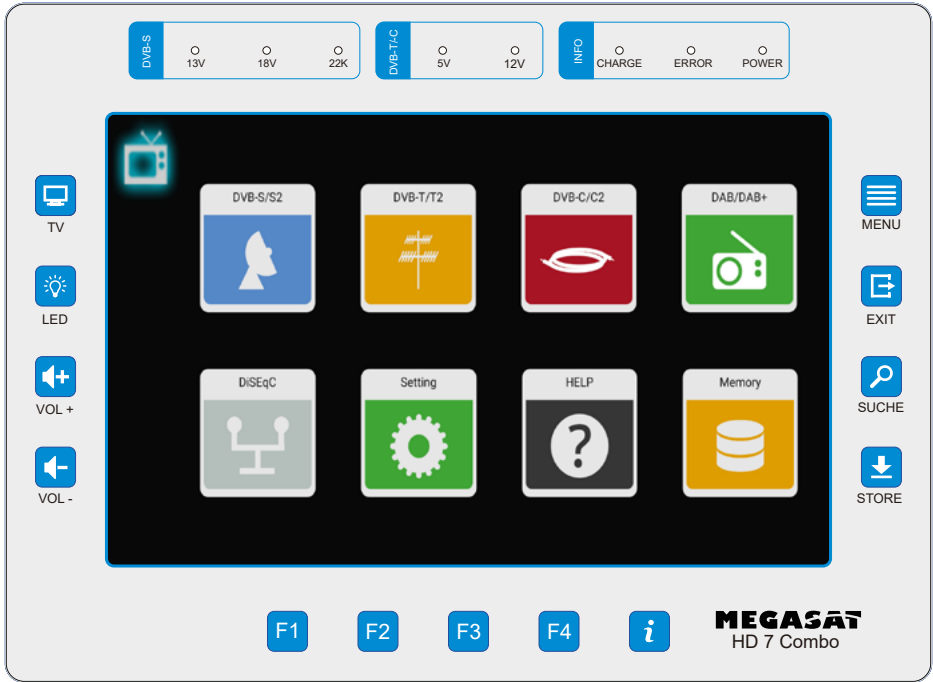 DVB-S
13V
18V
22K
DVB-T/-C
5V
12V
INFO
CHARGE
ERROR
POWER
DVB-S/S2
DVB-T/T2
DVB-C/C2
DAB/DAB+
DiSEqC
Setting
HELP
Memory
TV
LED
VOL +
VOL -
MENU
EXIT
SUCHE
STORE
F1
F2
F3
F4
i
MEGASAT
HD 7 Combo